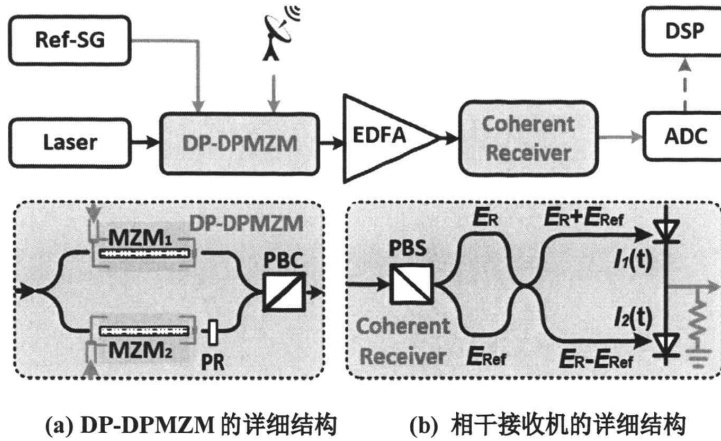 Ref-SG
DSP
Laser
DP-DPMZM
EDFA
Coherent
Receiver
ADC
DP-DPMZM
MZM1
PBC
MZM2
PR
PBS
ER
ER+ERef
I1(t)
Coherent
Receiver
ERef
ER-ERef
I2(t)
(a) DP-DPMZM 的详细结构
(b) 相干接收机的详细结构